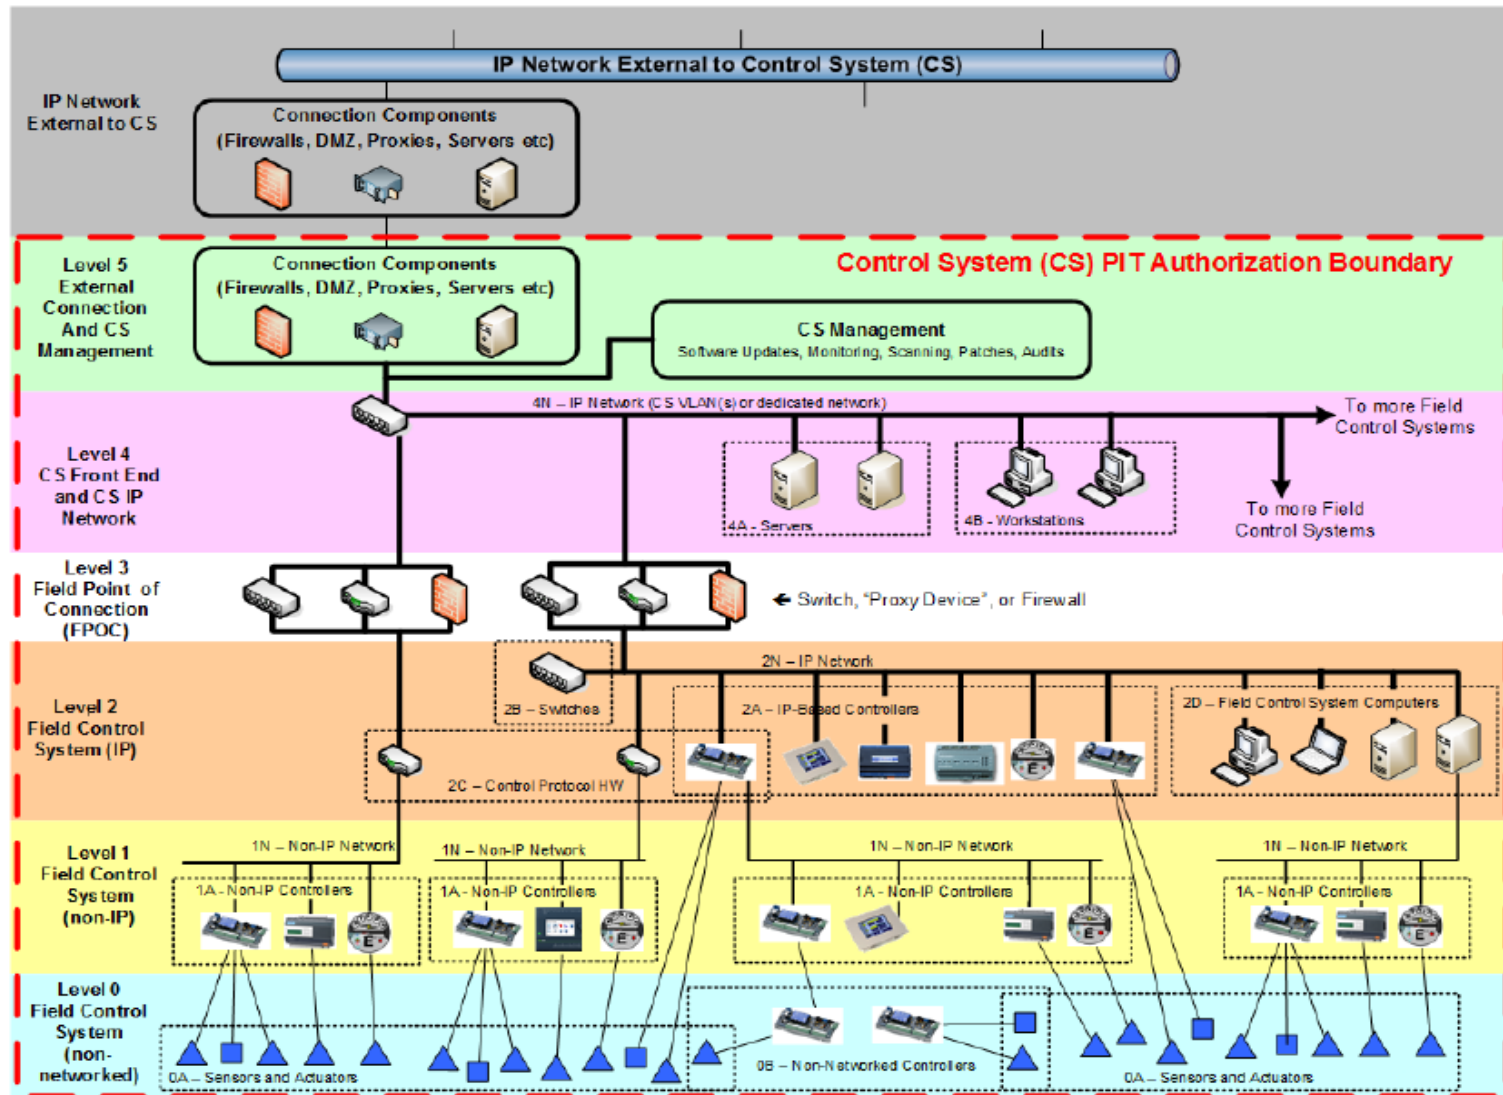 IP Network External to Control System (CS)
IP Network
External to CS
Connection Components
(Firewalls, DMZ, Proxies, Servers etc)
Control System (CS) PIT Authorization Boundary
Level 5
External
Connection
And CS
Management
Connection Components
(Firewalls, DMZ, Proxies, Servers etc)
CS Management
Software Updates, Monitoring, Scanning, Patches, Audits
4N – IP Network (CS VLAN(s) or dedicated network)
To more Field
Control Systems
Level 4
CS Front End
and CS IP
Network
4A - Servers
4B - Workstations
To more Field
Control Systems
Level 3
Field Point of
Connection
(FPOC)
← Switch, "Proxy Device", or Firewall
Level 2
Field Control
System (IP)
2N – IP Network
2B – Switches
2A – IP-Based Controllers
2D – Field Control System Computers
2C – Control Protocol HW
Level 1
Field Control
System
(non-IP)
1N – Non-IP Network
1N – Non-IP Network
1N – Non-IP Network
1N – Non-IP Network
1A - Non-IP Controllers
1A - Non-IP Controllers
1A - Non-IP Controllers
1A - Non-IP Controllers
E
E
E
E
E
Level 0
Field Control
System
(non-
networked)
0A – Sensors and Actuators
0B – Non-Networked Controllers
0A – Sensors and Actuators